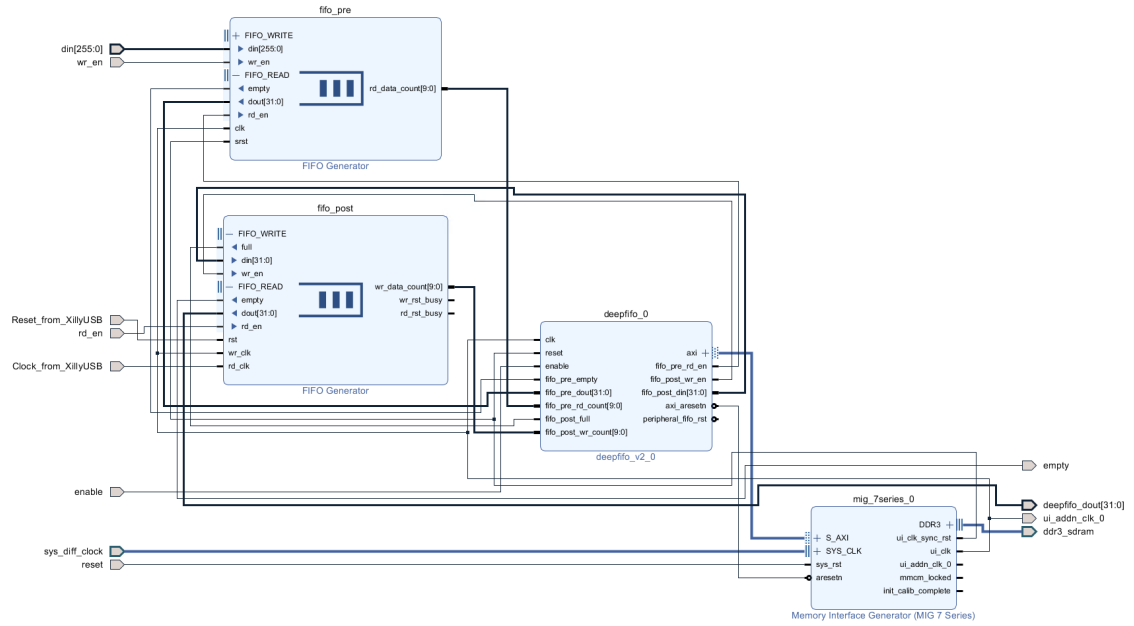 fifo_pre
FIFO_WRITE
din[255:0]
din[255:0]
wr_en
wr_en
FIFO_READ
empty
rd_data_count[9:0]
dout[31:0]
rd_en
clk
srst
FIFO Generator
fifo_post
FIFO_WRITE
full
din[31:0]
wr_en
FIFO_READ
wr_data_count[9:0]
empty
wr_rst_busy
dout[31:0]
rd_rst_busy
Reset_from_XillyUSB
rd_en
rd_en
rst
wr_clk
Clock_from_XillyUSB
rd_clk
FIFO Generator
deepfifo_0
clk
reset
axi
enable
fifo_pre_rd_en
fifo_pre_empty
fifo_post_wr_en
fifo_pre_dout[31:0]
fifo_post_din[31:0]
fifo_pre_rd_count[9:0]
axi_aresetn
fifo_post_full
peripheral_fifo_rst
fifo_post_wr_count[9:0]
deepfifo_v2_0
empty
enable
mig_7series_0
deepfifo_dout[31:0]
ui_addn_clk_0
ddr3_sdram
DDR3
S_AXI
ui_clk_sync_rst
sys_diff_clock
SYS_CLK
ui_clk
reset
sys_rst
ui_addn_clk_0
aresetn
mmcm_locked
init_calib_complete
Memory Interface Generator (MIG 7 Series)